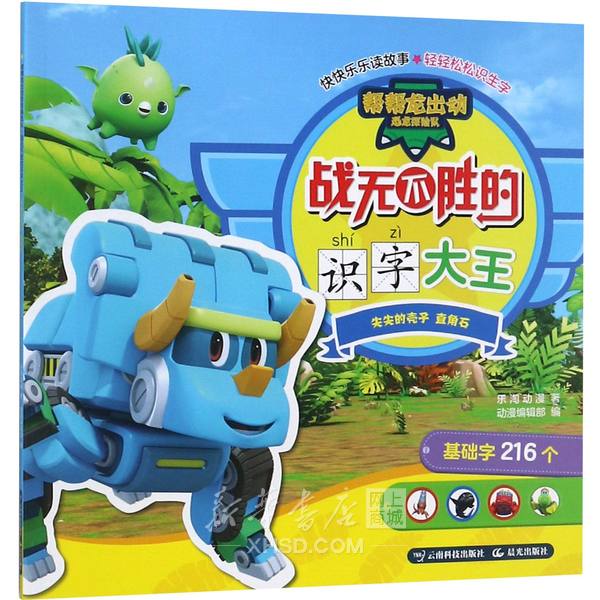 快快乐乐读故事★轻轻松松识生字
帮帮龙出动
恐龙探险队
战无不胜的
shí zì
识字大王
尖尖的壳子 直角石
乐淘动漫 著
动漫编辑部 编
基础字216个
新华书店 网上商城
XHSD.COM
YNK 云南科技出版社 晨光出版社